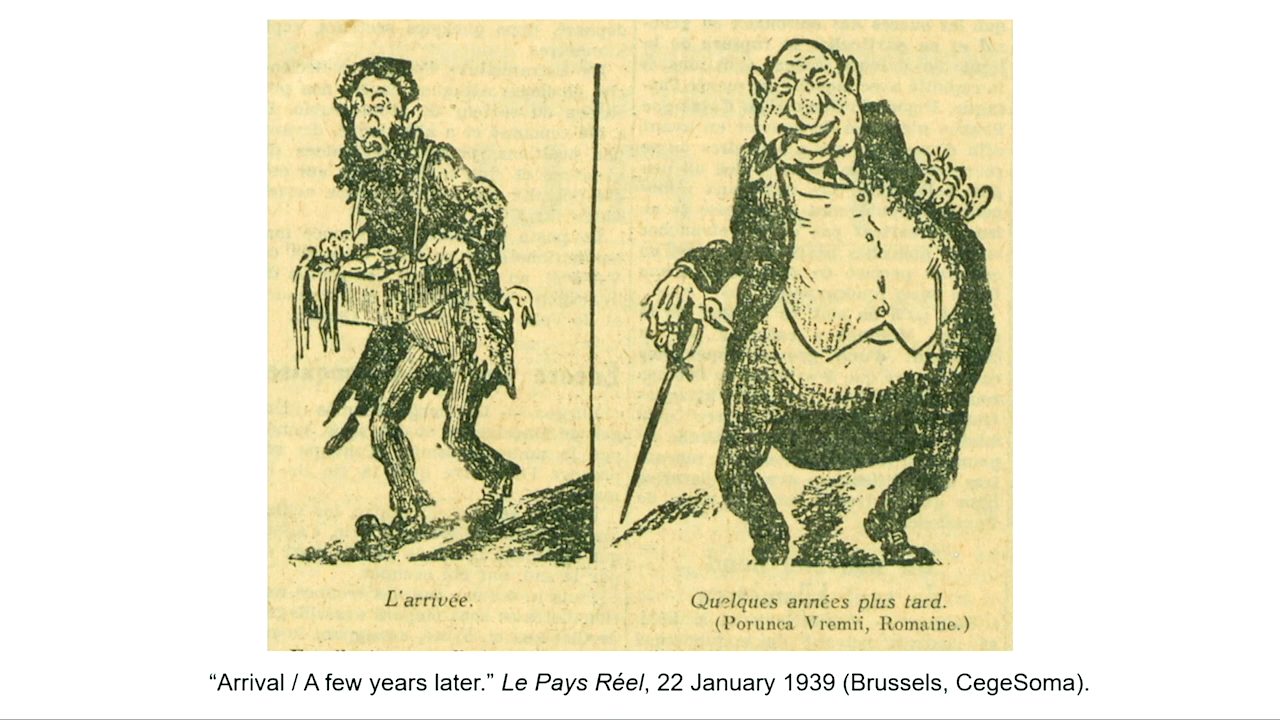 L'arrivée.
Quelques années plus tard.
(Porunca Vremii, Romaine.)
“Arrival / A few years later.” Le Pays Réel, 22 January 1939 (Brussels, CegeSoma).